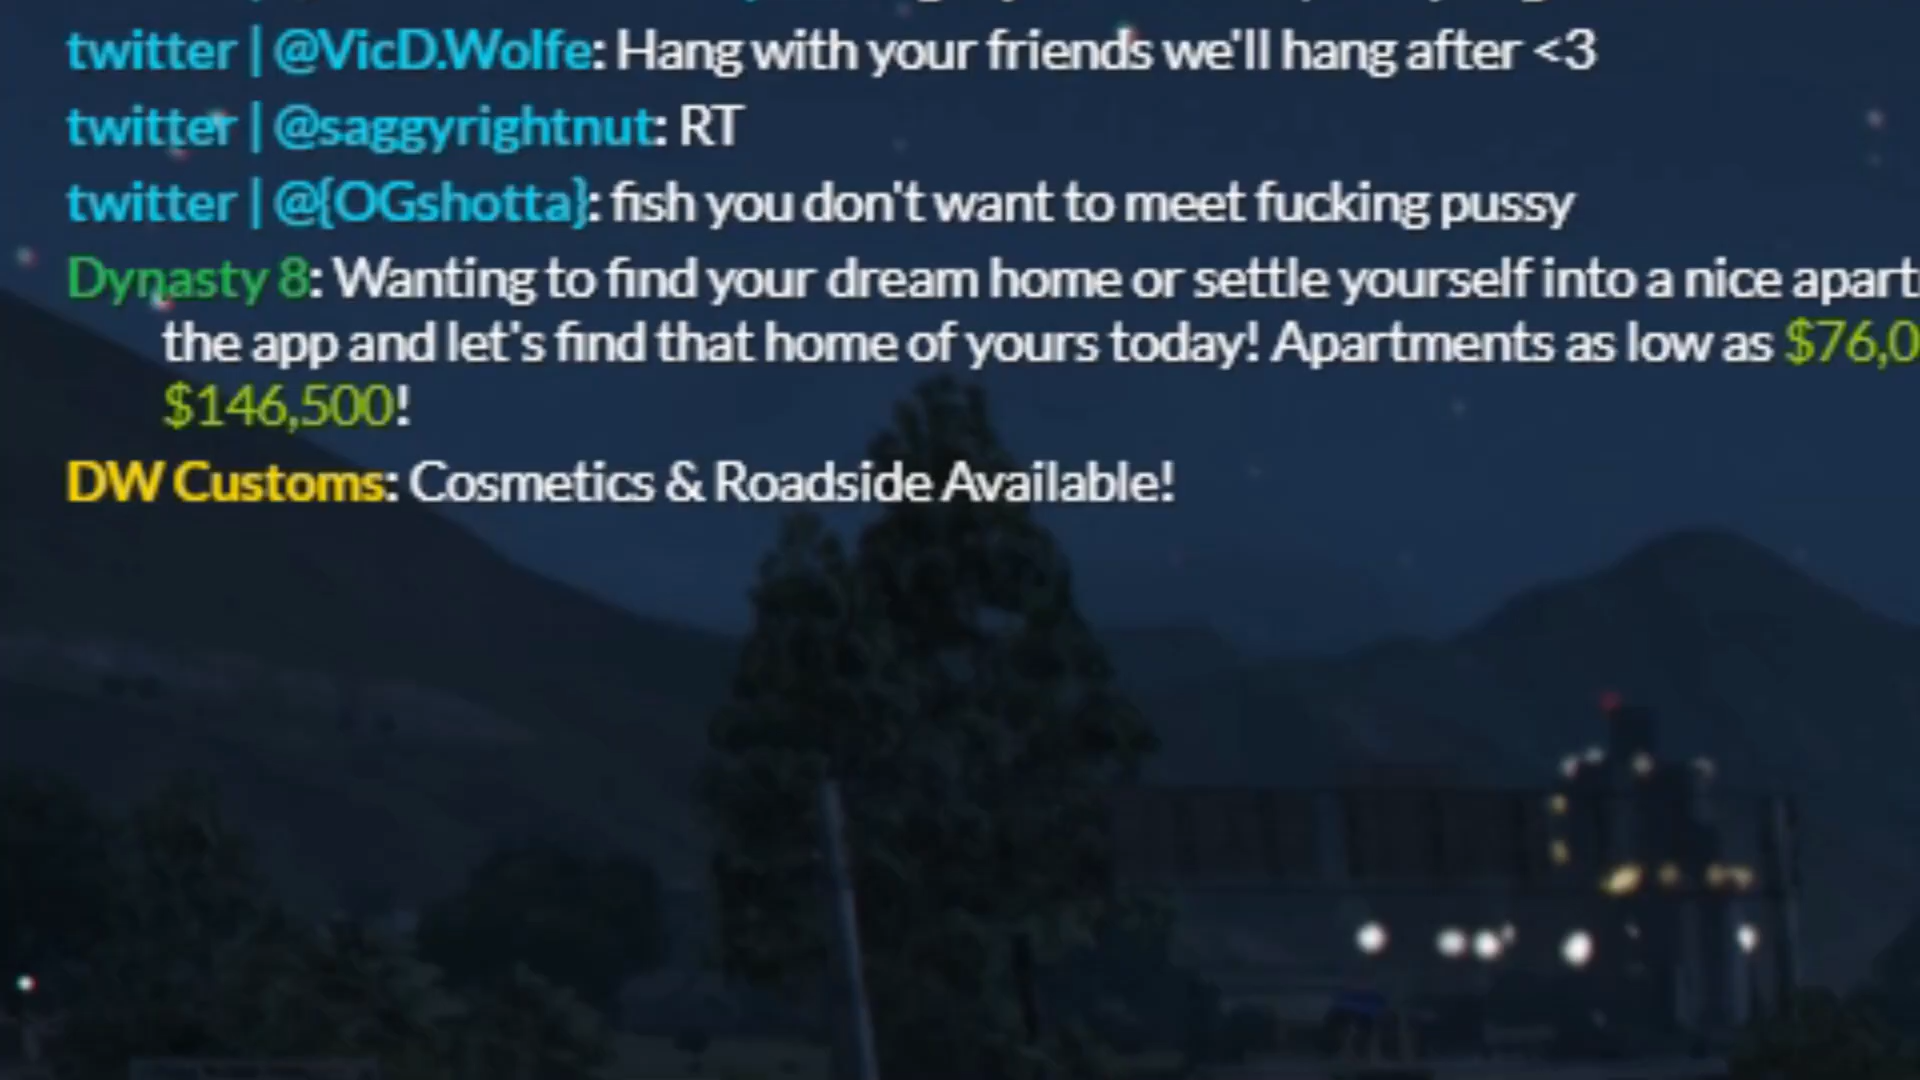 twitter | @VicD.Wolfe: Hang with your friends we'll hang after <3
twitter | @saggyrightnut: RT
twitter | @{OGshotta}: fish you don't want to meet fucking pussy
Dynasty 8: Wanting to find your dream home or settle yourself into a nice
the app and let's find that home of yours today! Apartments as low as
$146,500!
DW Customs: Cosmetics & Roadside Available!